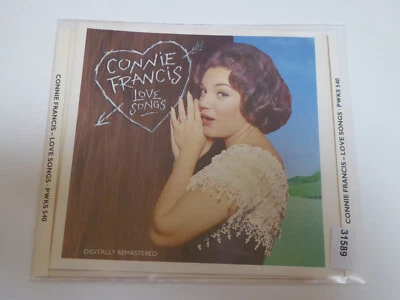 CONNIE
FRANCIS
LOVE
SONGS
DIGITALLY REMASTERED
CONNIE FRANCIS – LOVE SONGS · PWKS 540
CONNIE FRANCIS – LOVE SONGS · PWKS 540
31589